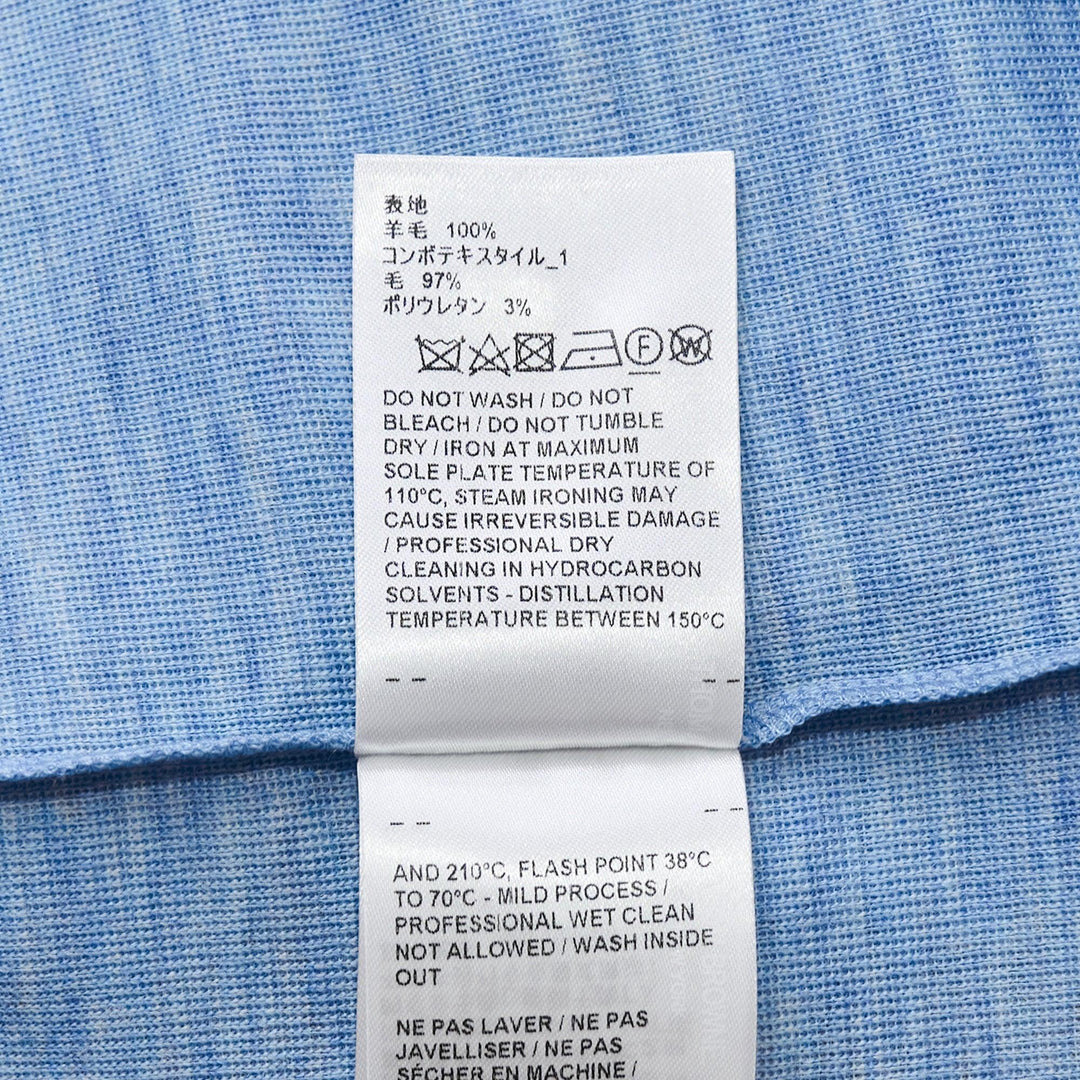 表地
羊毛 100%
コンボテキスタイル_1
毛 97%
ポリウレタン 3%
F W
DO NOT WASH / DO NOT
BLEACH / DO NOT TUMBLE
DRY / IRON AT MAXIMUM
SOLE PLATE TEMPERATURE OF
110°C, STEAM IRONING MAY
CAUSE IRREVERSIBLE DAMAGE
/ PROFESSIONAL DRY
CLEANING IN HYDROCARBON
SOLVENTS - DISTILLATION
TEMPERATURE BETWEEN 150°C
AND 210°C, FLASH POINT 38°C
TO 70°C - MILD PROCESS /
PROFESSIONAL WET CLEAN
NOT ALLOWED / WASH INSIDE
OUT
NE PAS LAVER / NE PAS
JAVELLISER / NE PAS
SÉCHER EN MACHINE /